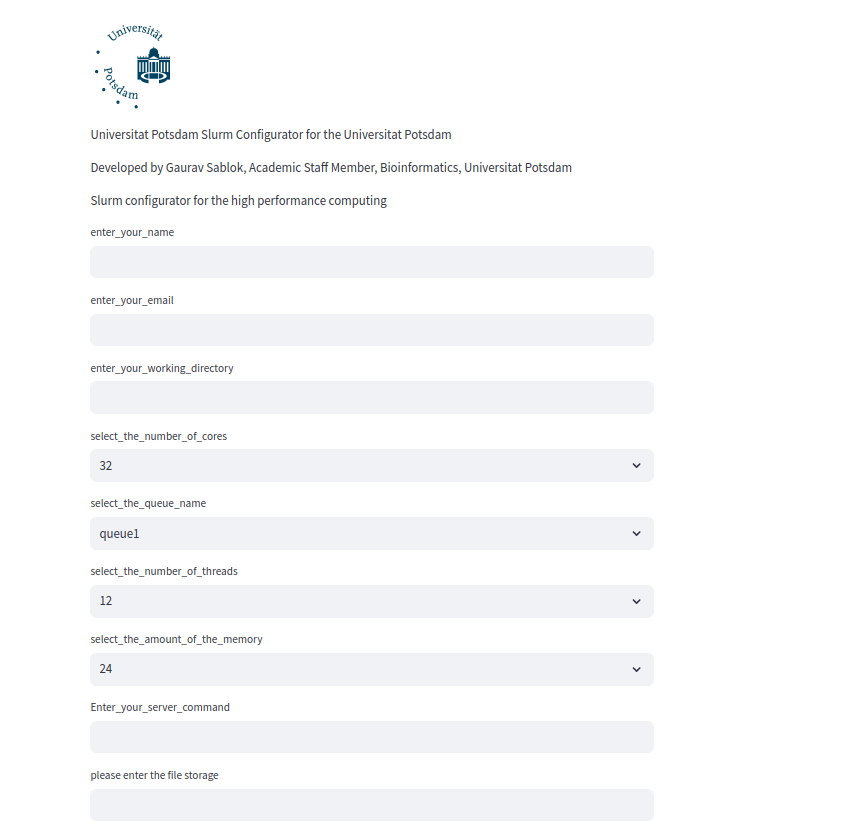 Universität
Potsdam
Universitat Potsdam Slurm Configurator for the Universitat Potsdam
Developed by Gaurav Sablok, Academic Staff Member, Bioinformatics, Universitat Potsdam
Slurm configurator for the high performance computing
enter_your_name
enter_your_email
enter_your_working_directory
select_the_number_of_cores
32
select_the_queue_name
queue1
select_the_number_of_threads
12
select_the_amount_of_the_memory
24
Enter_your_server_command
please enter the file storage